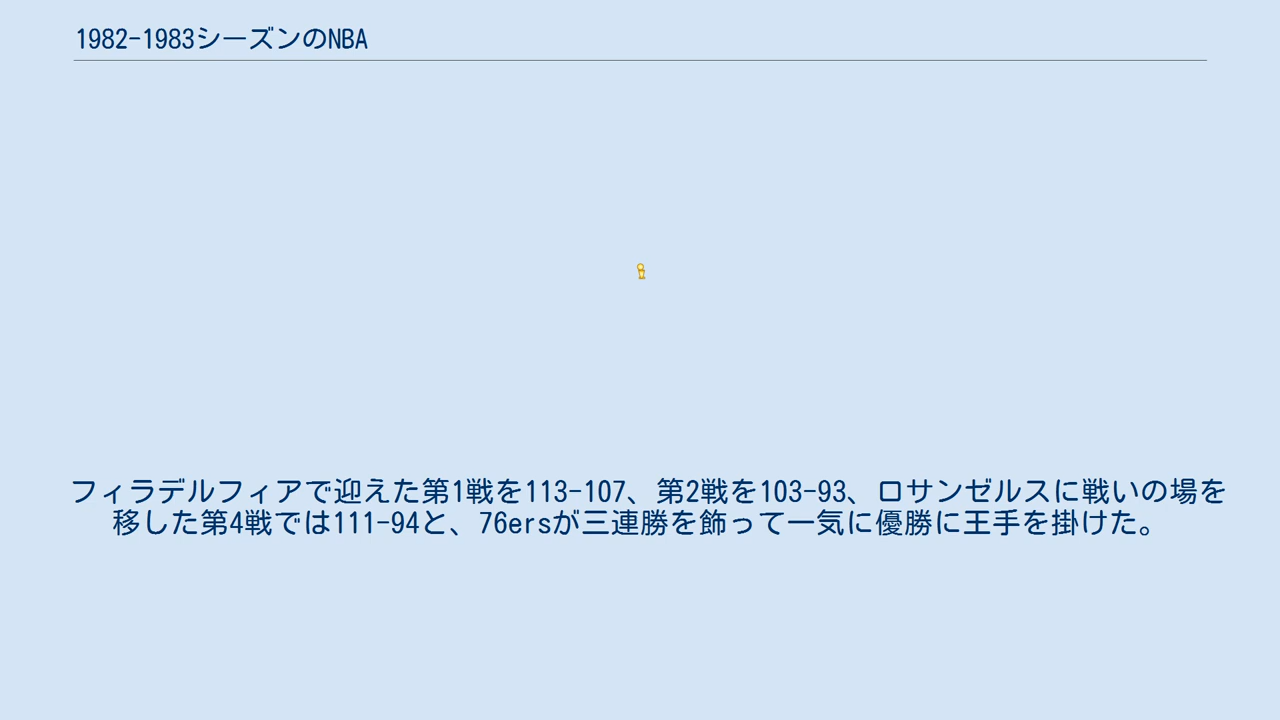 1982-1983シーズンのNBA
フィラデルフィアで迎えた第1戦を113-107、第2戦を103-93、ロサンゼルスに戦いの場を
移した第4戦では111-94と、76ersが三連勝を飾って一気に優勝に王手を掛けた。